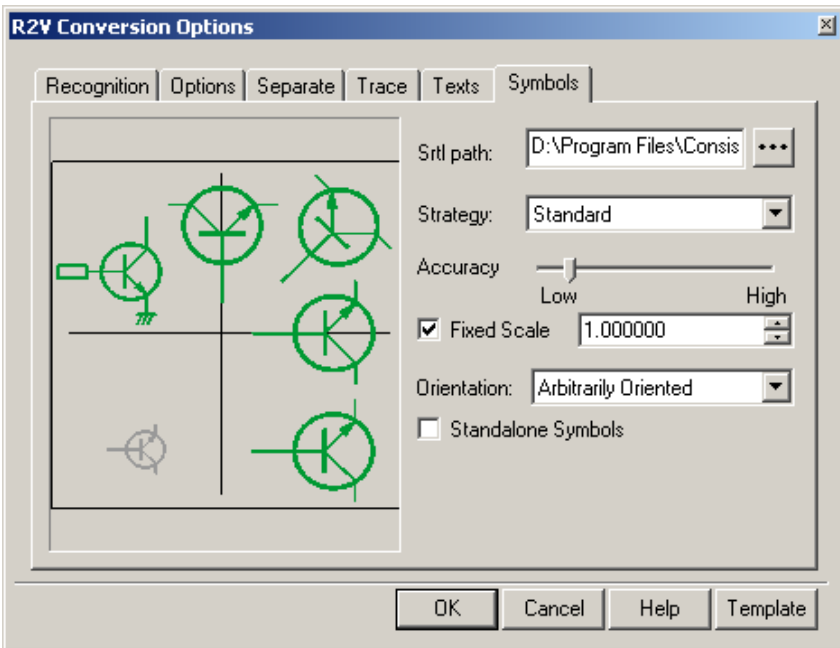 R2V Conversion Options
Recognition Options Separate Trace Texts Symbols
Srtl path: D:\Program Files\Consis
Strategy: Standard
Accuracy
Low High
Fixed Scale 1.000000
Orientation: Arbitrarily Oriented
Standalone Symbols
OK Cancel Help Template